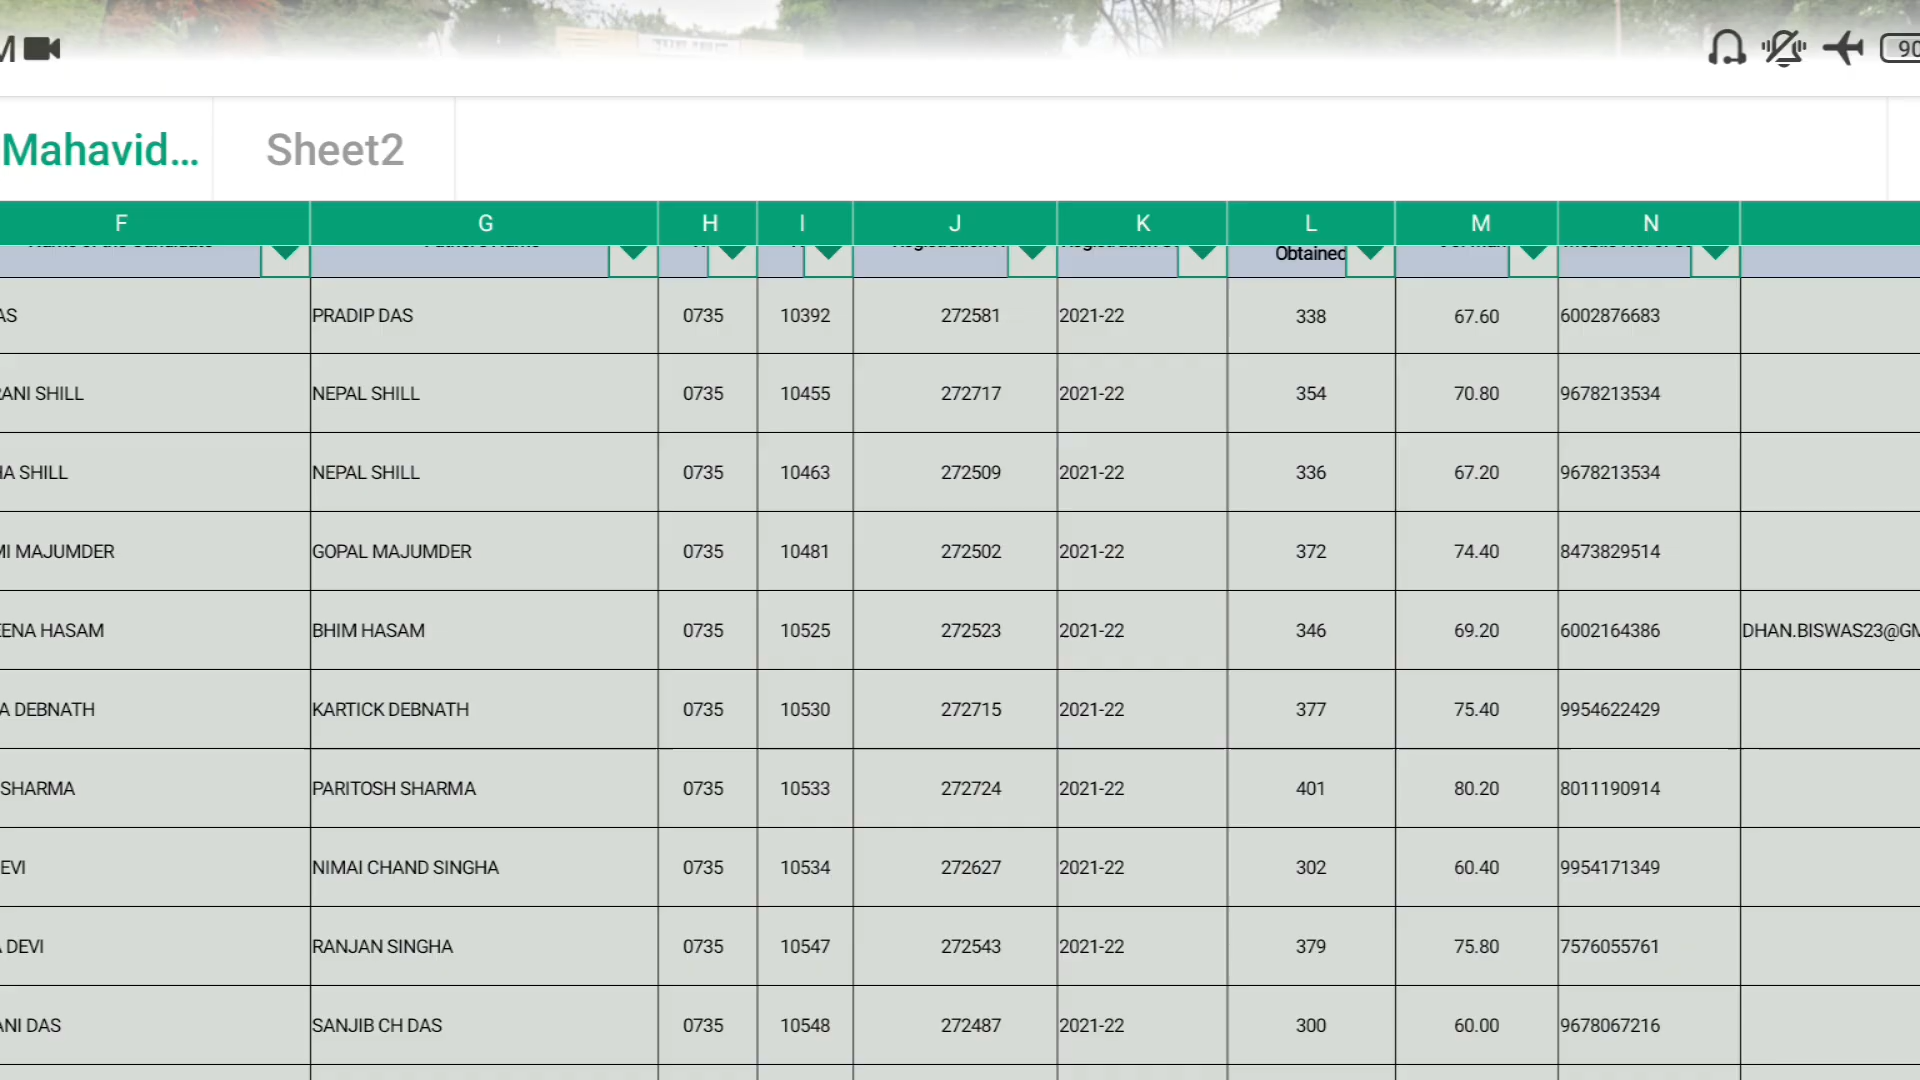 Mahavid... Sheet2
F G H I J K L M N
Obtained
PRADIP DAS 0735 10392 272581 2021-22 338 67.60 6002876683
SHILL NEPAL SHILL 0735 10455 272717 2021-22 354 70.80 9678213534
SHILL NEPAL SHILL 0735 10463 272509 2021-22 336 67.20 9678213534
MAJUMDER GOPAL MAJUMDER 0735 10481 272502 2021-22 372 74.40 8473829514
HASAM BHIM HASAM 0735 10525 272523 2021-22 346 69.20 6002164386 DHAN.BISWAS23@GM
DEBNATH KARTICK DEBNATH 0735 10530 272715 2021-22 377 75.40 9954622429
SHARMA PARITOSH SHARMA 0735 10533 272724 2021-22 401 80.20 8011190914
EVI NIMAI CHAND SINGHA 0735 10534 272627 2021-22 302 60.40 9954171349
DEVI RANJAN SINGHA 0735 10547 272543 2021-22 379 75.80 7576055761
ANI DAS SANJIB CH DAS 0735 10548 272487 2021-22 300 60.00 9678067216